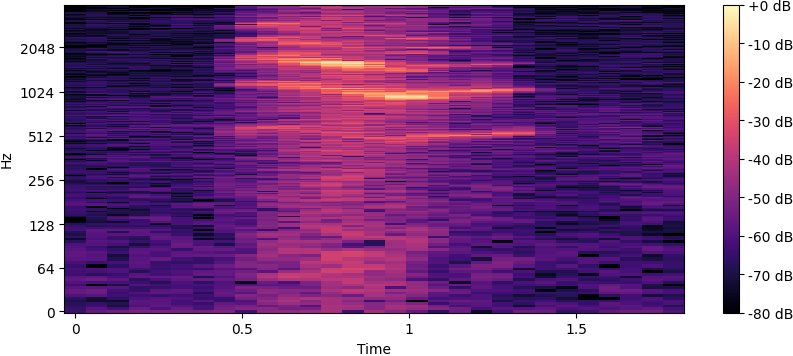 +0 dB
-10 dB
-20 dB
-30 dB
-40 dB
-50 dB
-60 dB
-70 dB
-80 dB
2048
1024
512
256
128
64
0
Hz
0
0.5
1
1.5
Time